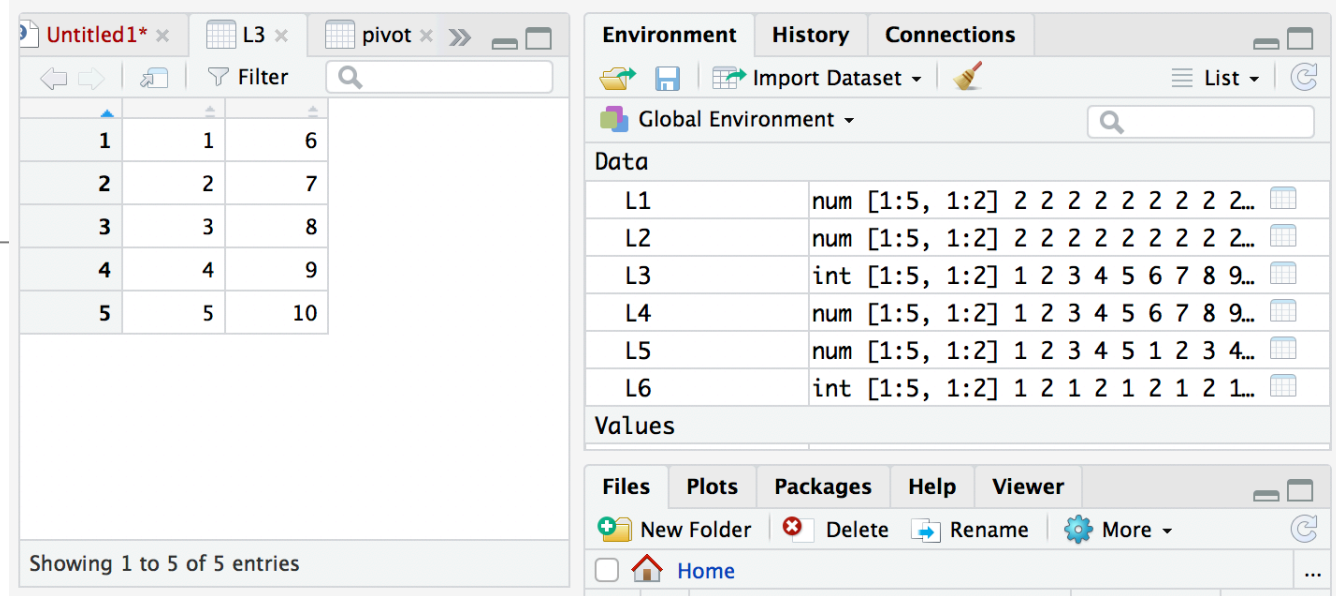 Untitled1* L3 pivot
Filter
1 1 6
2 2 7
3 3 8
4 4 9
5 5 10
Showing 1 to 5 of 5 entries
Environment History Connections
Import Dataset List
Global Environment
Data
L1 num [1:5, 1:2] 2 2 2 2 2 2 2 2 2…
L2 num [1:5, 1:2] 2 2 2 2 2 2 2 2 2…
L3 int [1:5, 1:2] 1 2 3 4 5 6 7 8 9…
L4 num [1:5, 1:2] 1 2 3 4 5 6 7 8 9…
L5 num [1:5, 1:2] 1 2 3 4 5 1 2 3 4…
L6 int [1:5, 1:2] 1 2 1 2 1 2 1 2 1…
Values
Files Plots Packages Help Viewer
New Folder Delete Rename More
Home ...